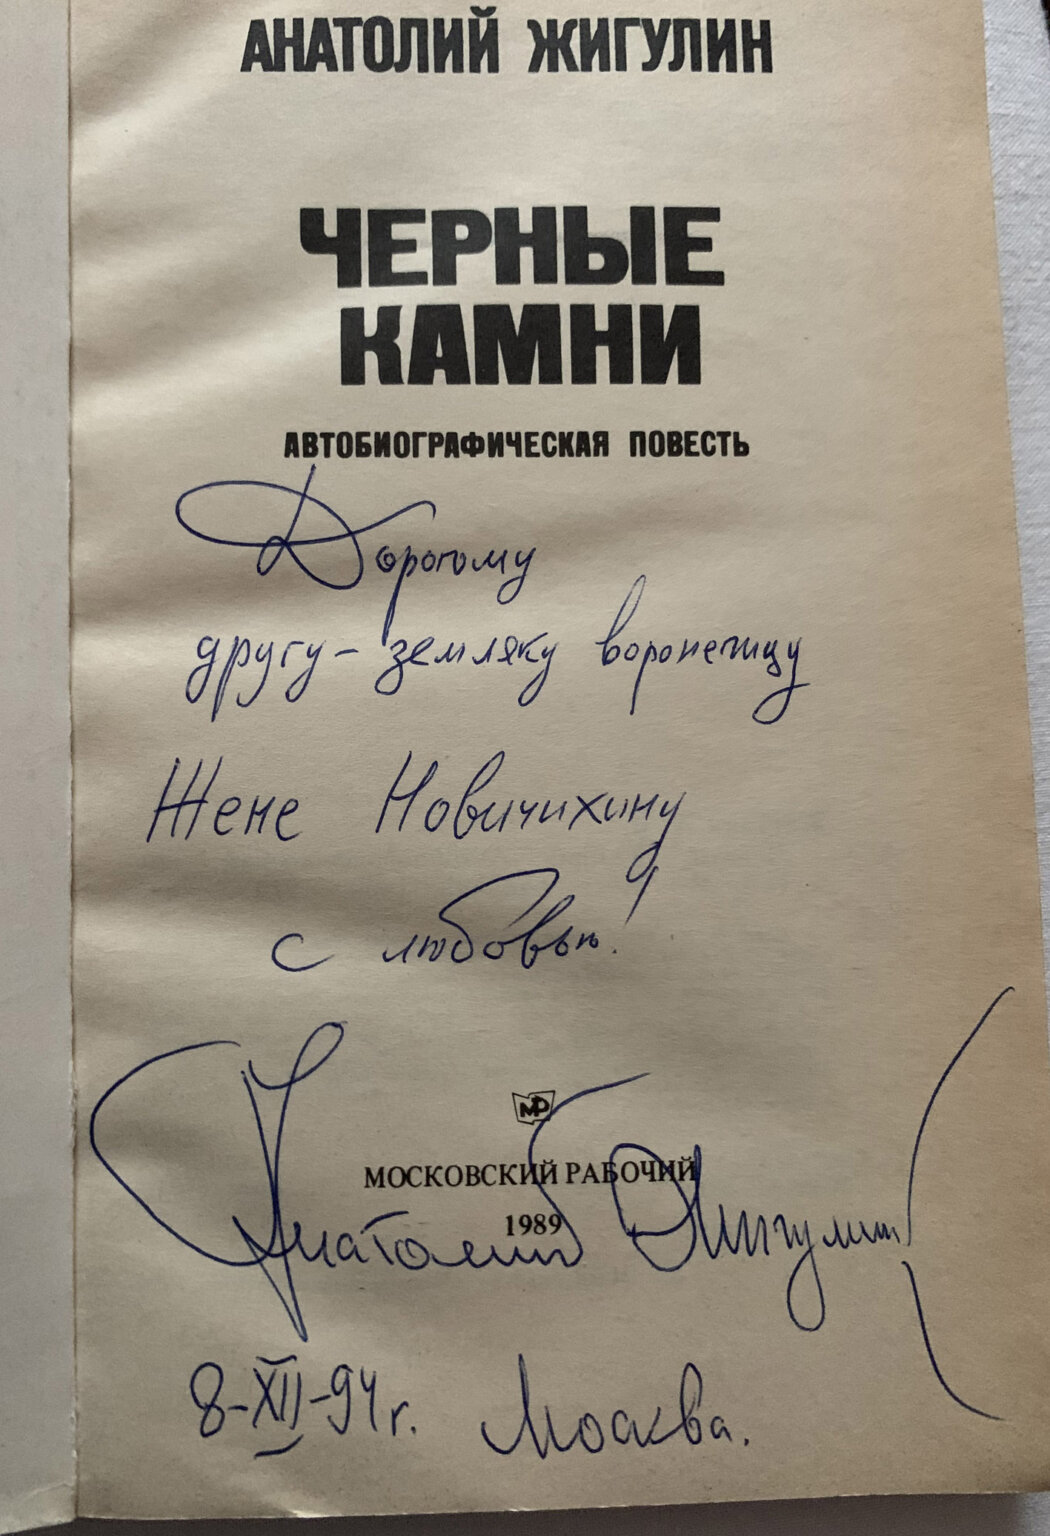 АНАТОЛИЙ ЖИГУЛИН
ЧЕРНЫЕ
КАМНИ
АВТОБИОГРАФИЧЕСКАЯ ПОВЕСТЬ
Дорогому
другу - земляку воронежцу
Жене Новичихину
с любовью!
МР
МОСКОВСКИЙ РАБОЧИЙ
1989
Анатолий Жигулин
8-XII-94 г. Москва.